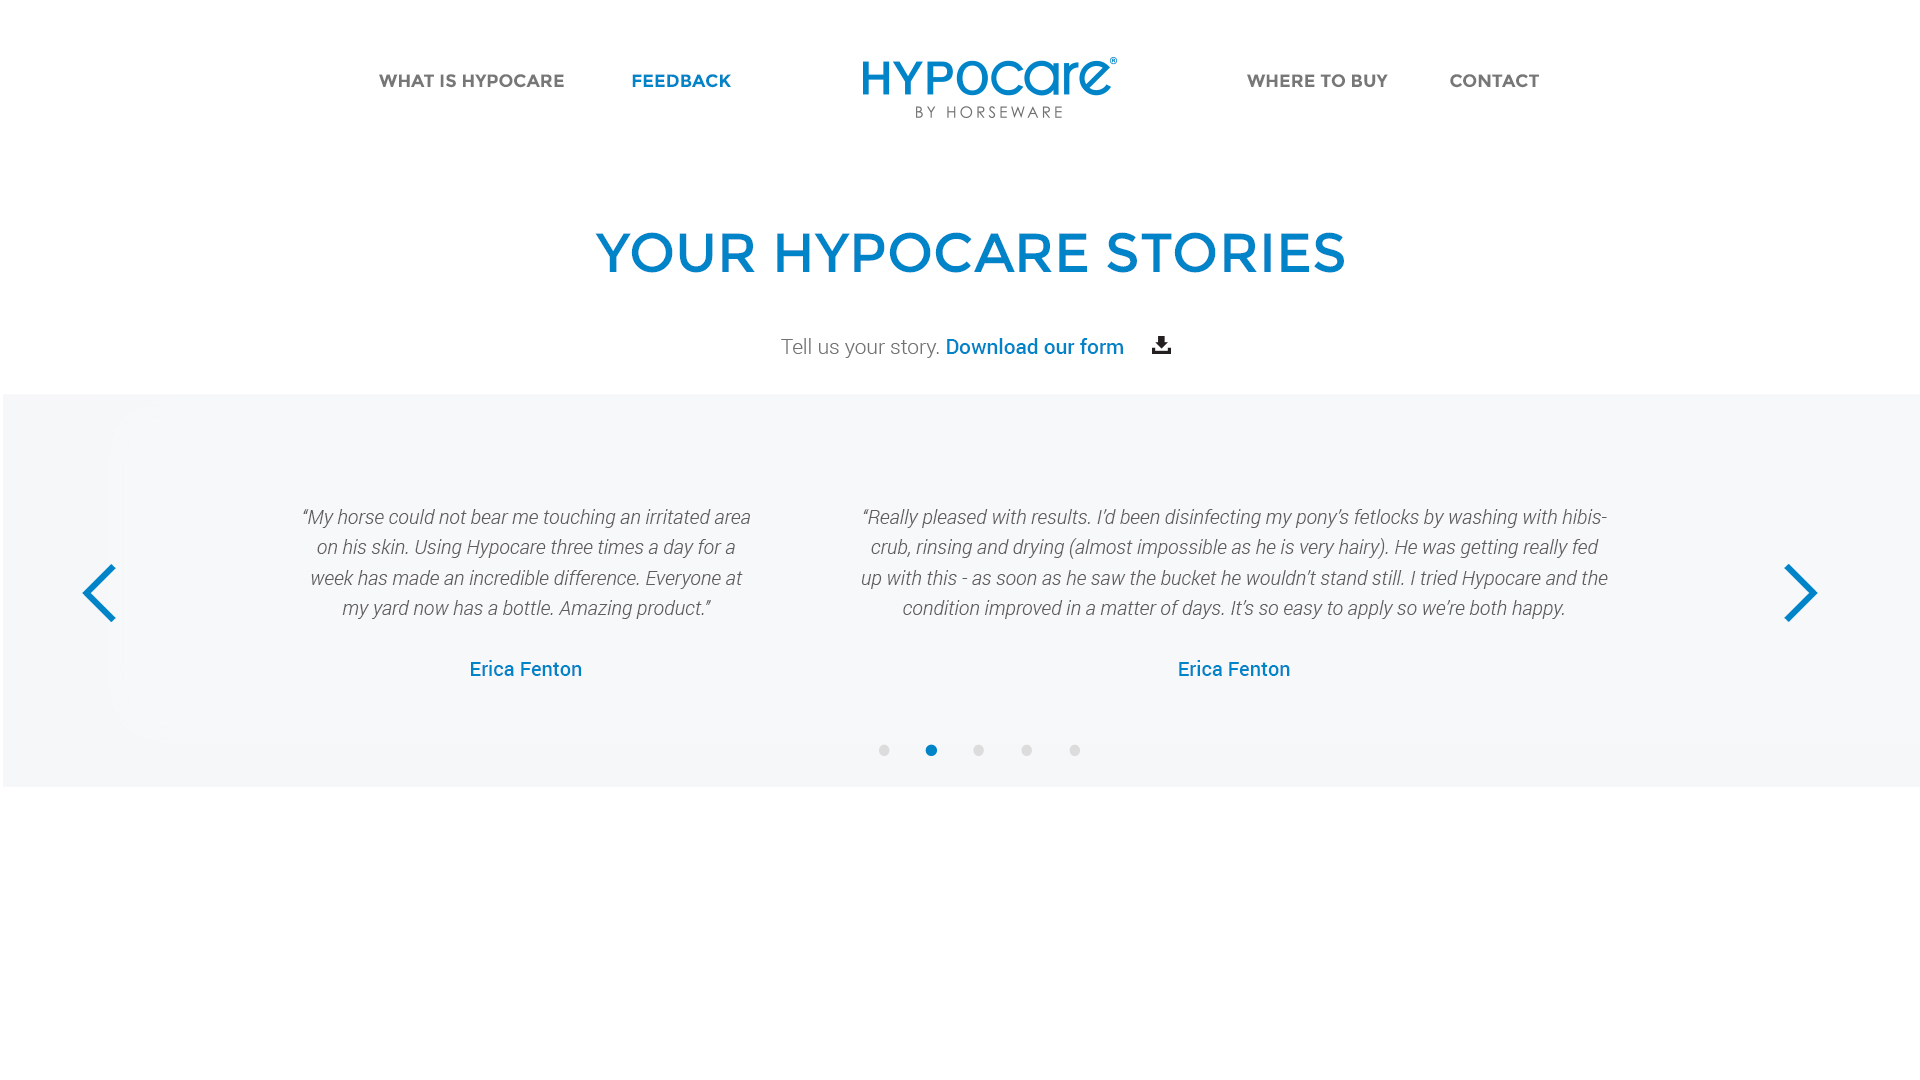 WHAT IS HYPOCARE
FEEDBACK
HYPOCare®
BY HORSEWARE
WHERE TO BUY
CONTACT
YOUR HYPOCARE STORIES
Tell us your story. Download our form
“My horse could not bear me touching an irritated area
on his skin. Using Hypocare three times a day for a
week has made an incredible difference. Everyone at
my yard now has a bottle. Amazing product.”
Erica Fenton
“Really pleased with results. I’d been disinfecting my pony’s fetlocks by washing with hibis-
crub, rinsing and drying (almost impossible as he is very hairy). He was getting really fed
up with this - as soon as he saw the bucket he wouldn’t stand still. I tried Hypocare and the
condition improved in a matter of days. It’s so easy to apply so we’re both happy.
Erica Fenton